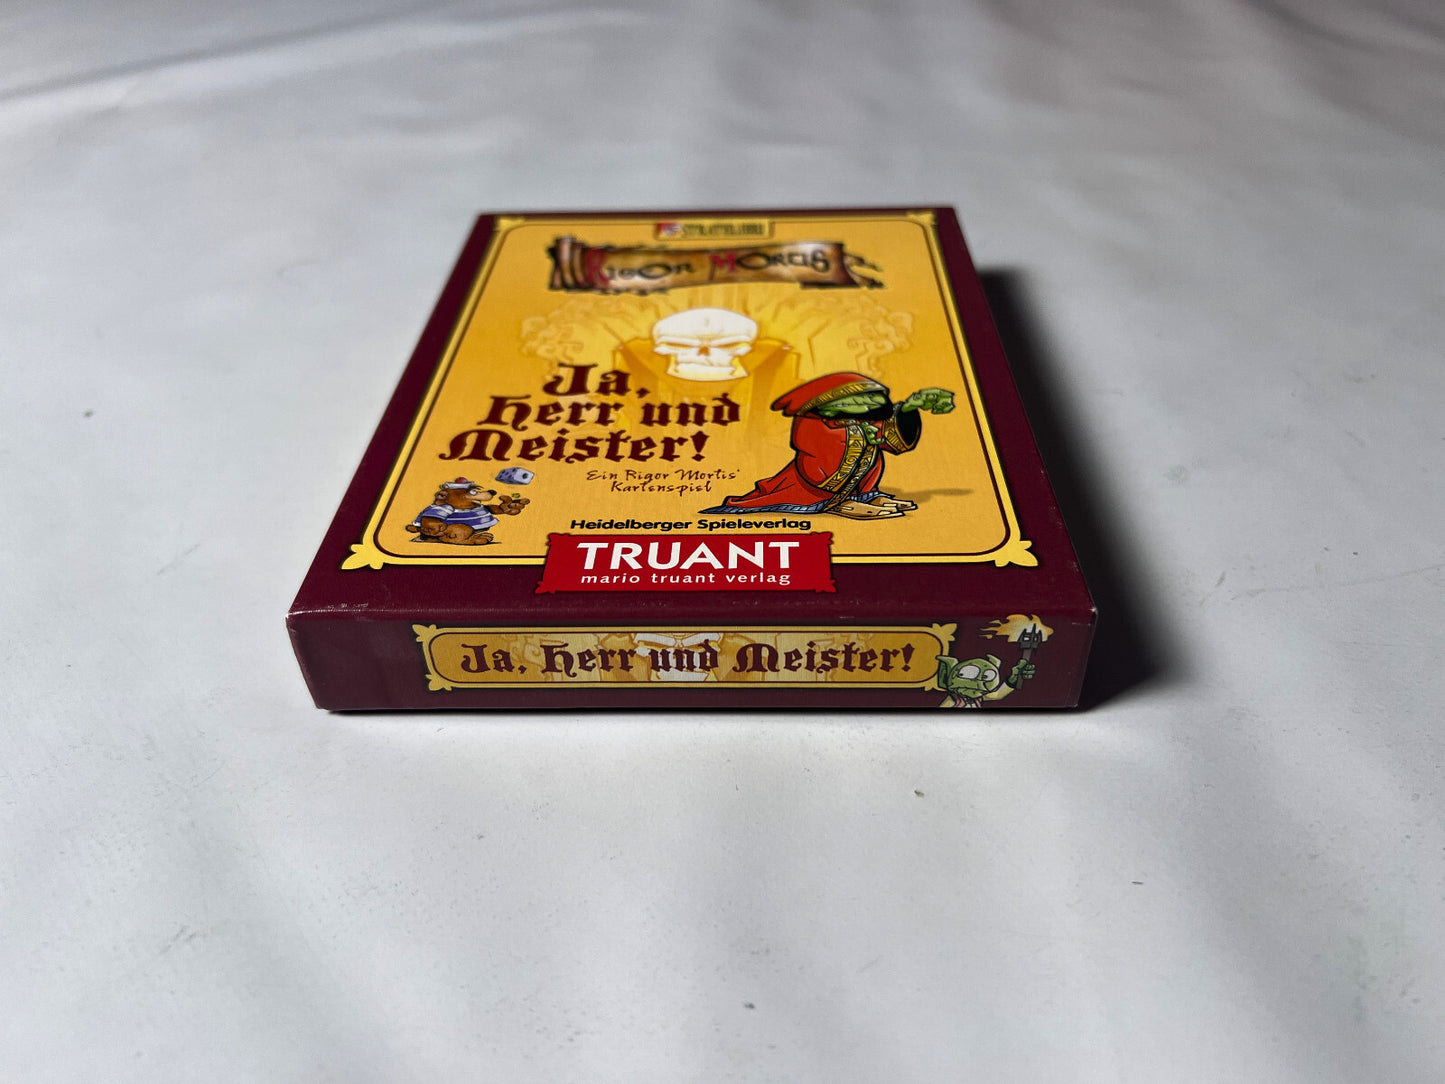 STRATELIBRI
Rigor Mortis
Ja,
Herr und
Meister!
Ein Rigor Mortis'
Kartenspiel
Heidelberger Spieleverlag
TRUANT
mario truant verlag
Ja, Herr und Meister!